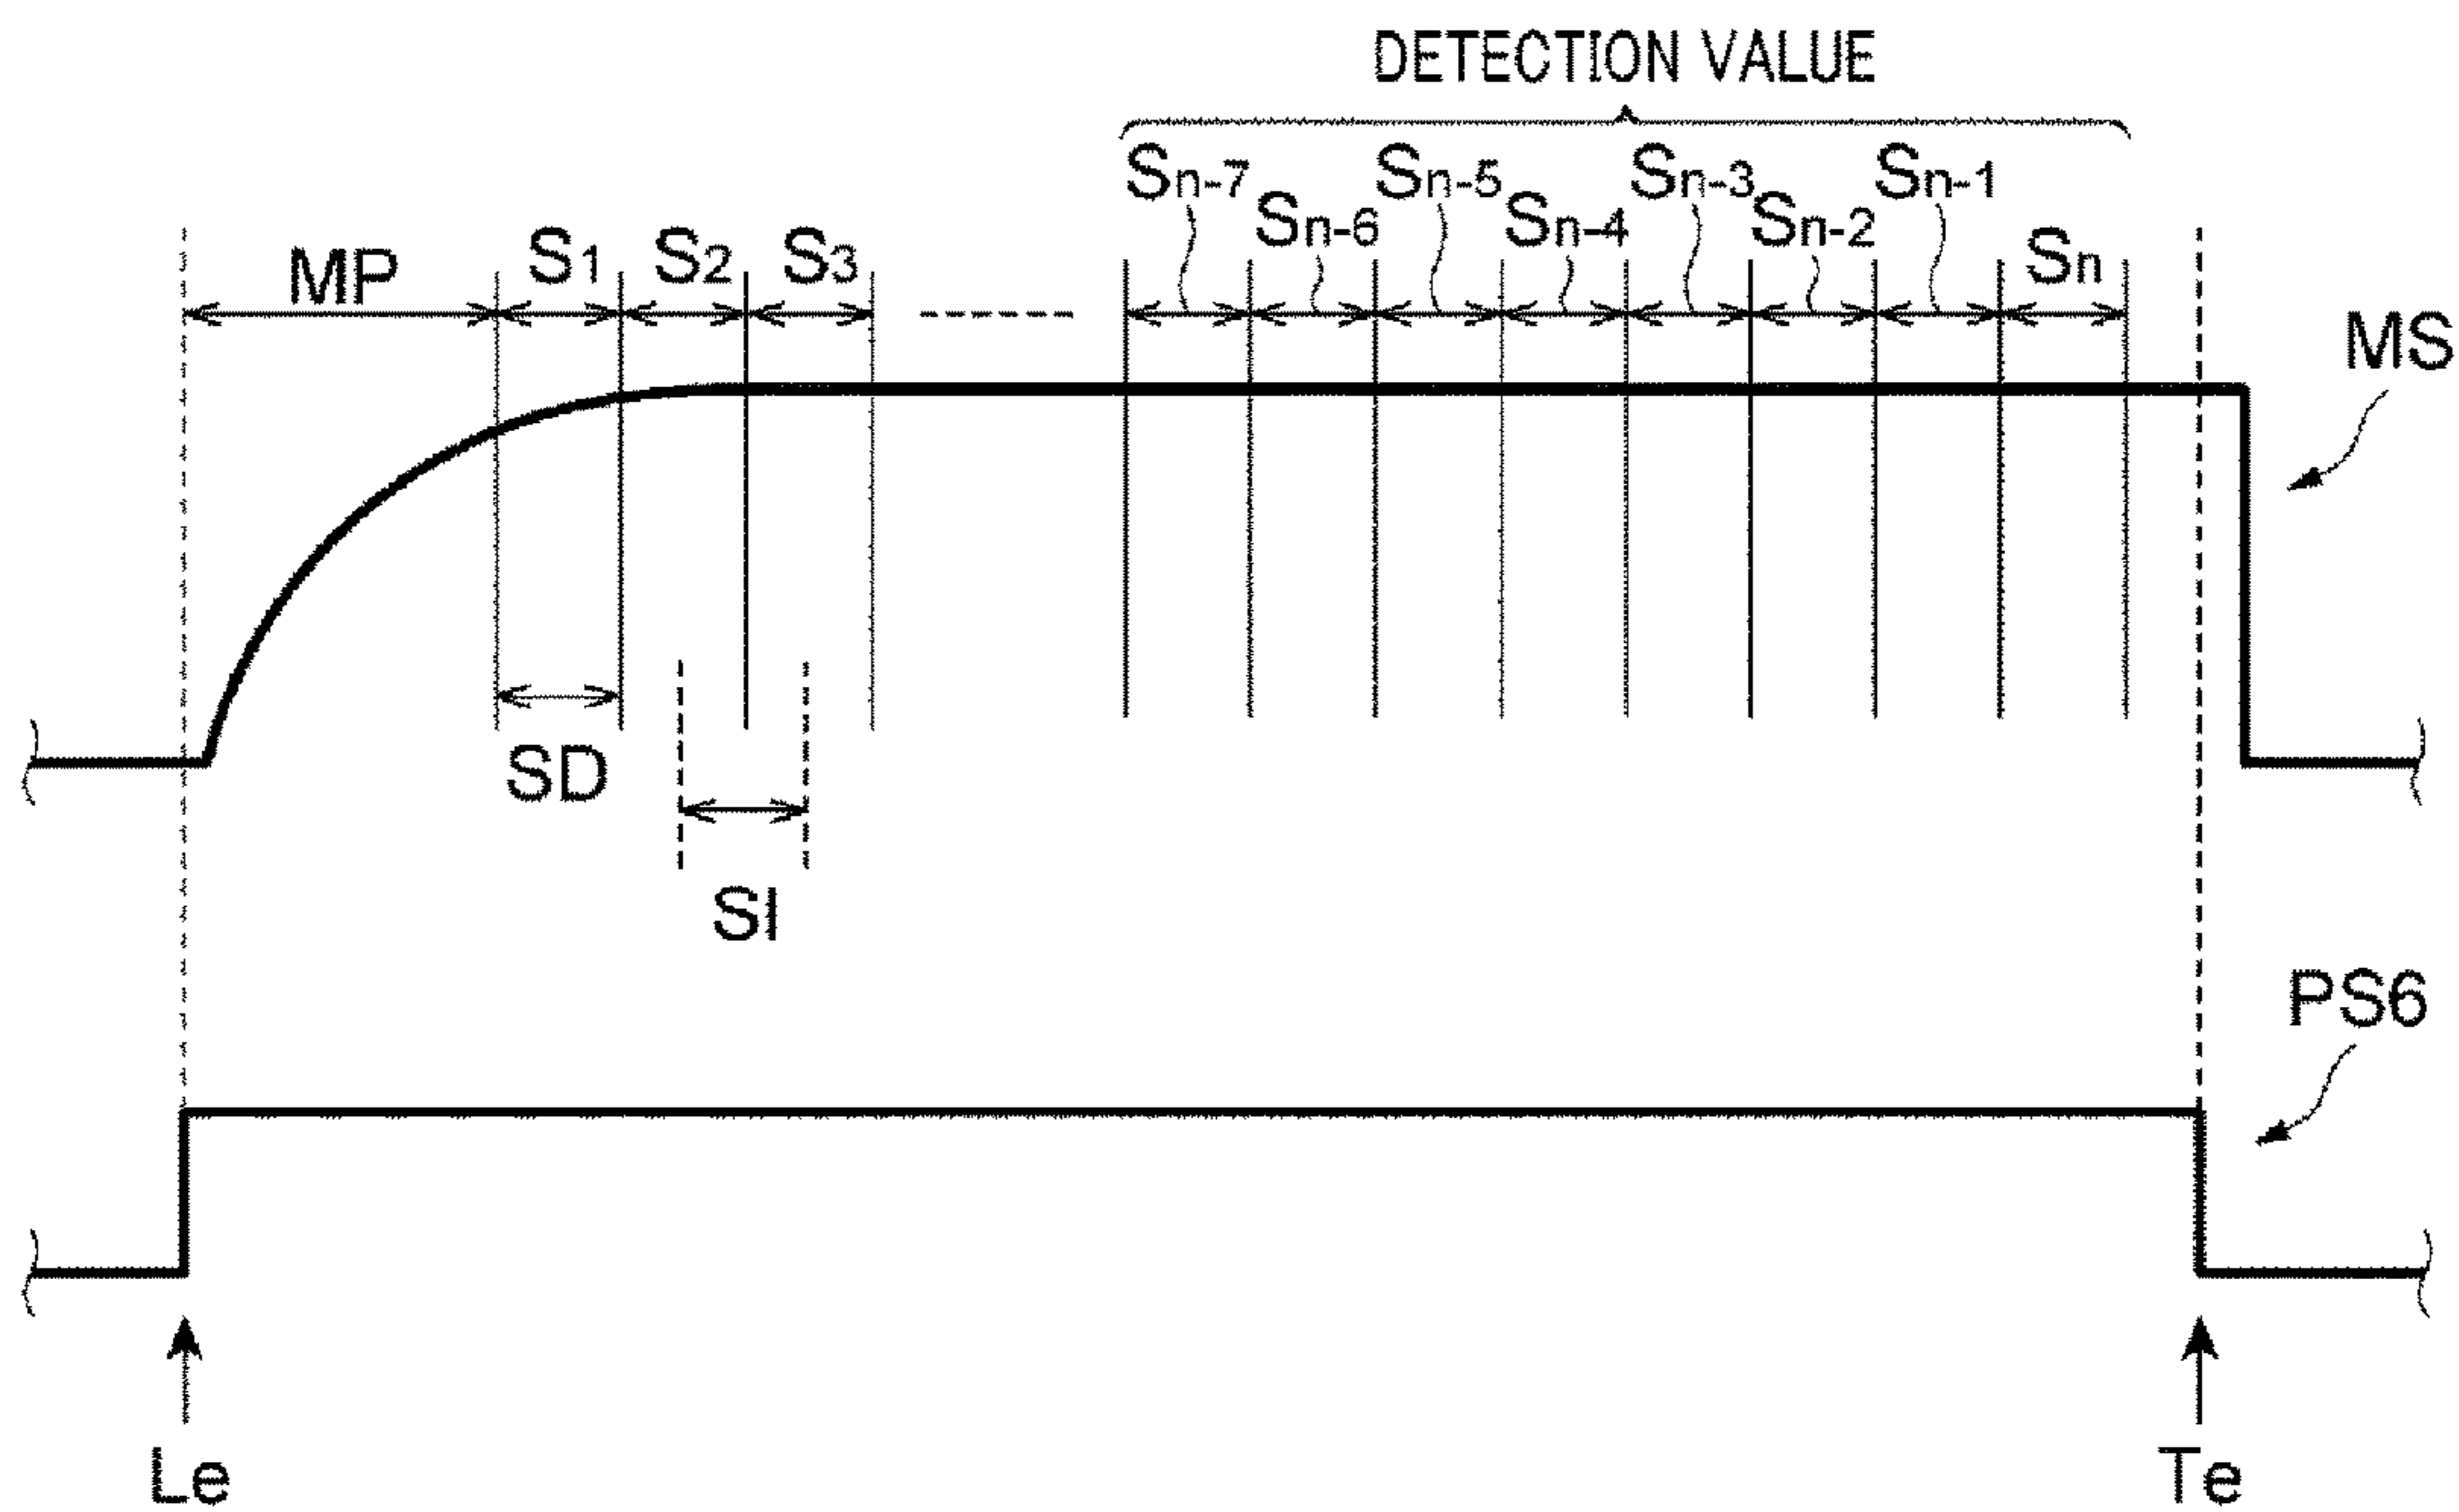 DETECTION VALUE
Sn-7 Sn-5 Sn-3 Sn-1
Sn-6 Sn-4 Sn-2
MP S1 S2 S3 Sn
MS
SD
SI
PS6
Le Te